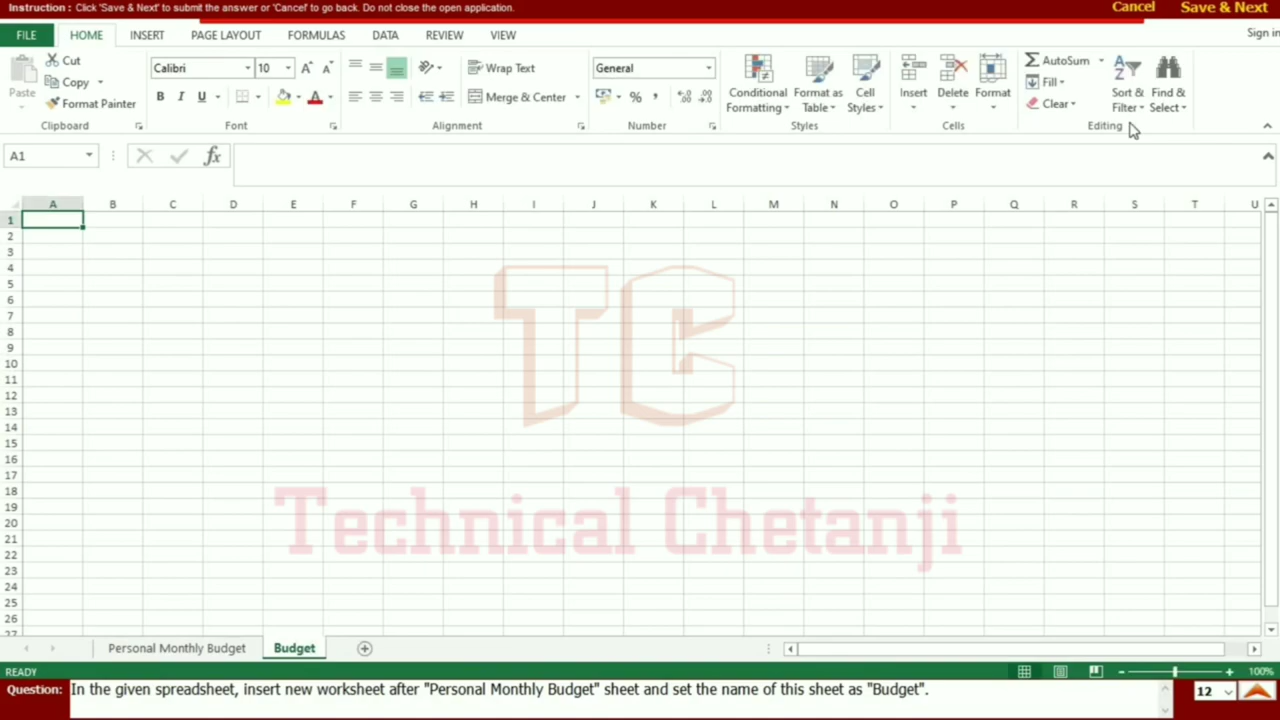 Instruction : Click 'Save & Next' to submit the answer or 'Cancel' to go back. Do not close the open application. Cancel Save & Next
FILE HOME INSERT PAGE LAYOUT FORMULAS DATA REVIEW VIEW Sign in
Cut
Copy
Format Painter
Paste
Clipboard
Calibri 10
B I U A
Font
Wrap Text
Merge & Center
Alignment
General
%
Number
Conditional Formatting
Format as Table
Cell Styles
Styles
Insert Delete Format
Cells
AutoSum
Fill
Clear
Sort & Filter
Find & Select
Editing
A1 fx
A B C D E F G H I J K L M N O P Q R S T U
1
2
3
4
5
6
7
8
9
10
11
12
13
14
15
16
17
18
19
20
21
22
23
24
25
26
27
TC
Technical Chetanji
Personal Monthly Budget Budget
READY 100%
Question: In the given spreadsheet, insert new worksheet after "Personal Monthly Budget" sheet and set the name of this sheet as "Budget". 12